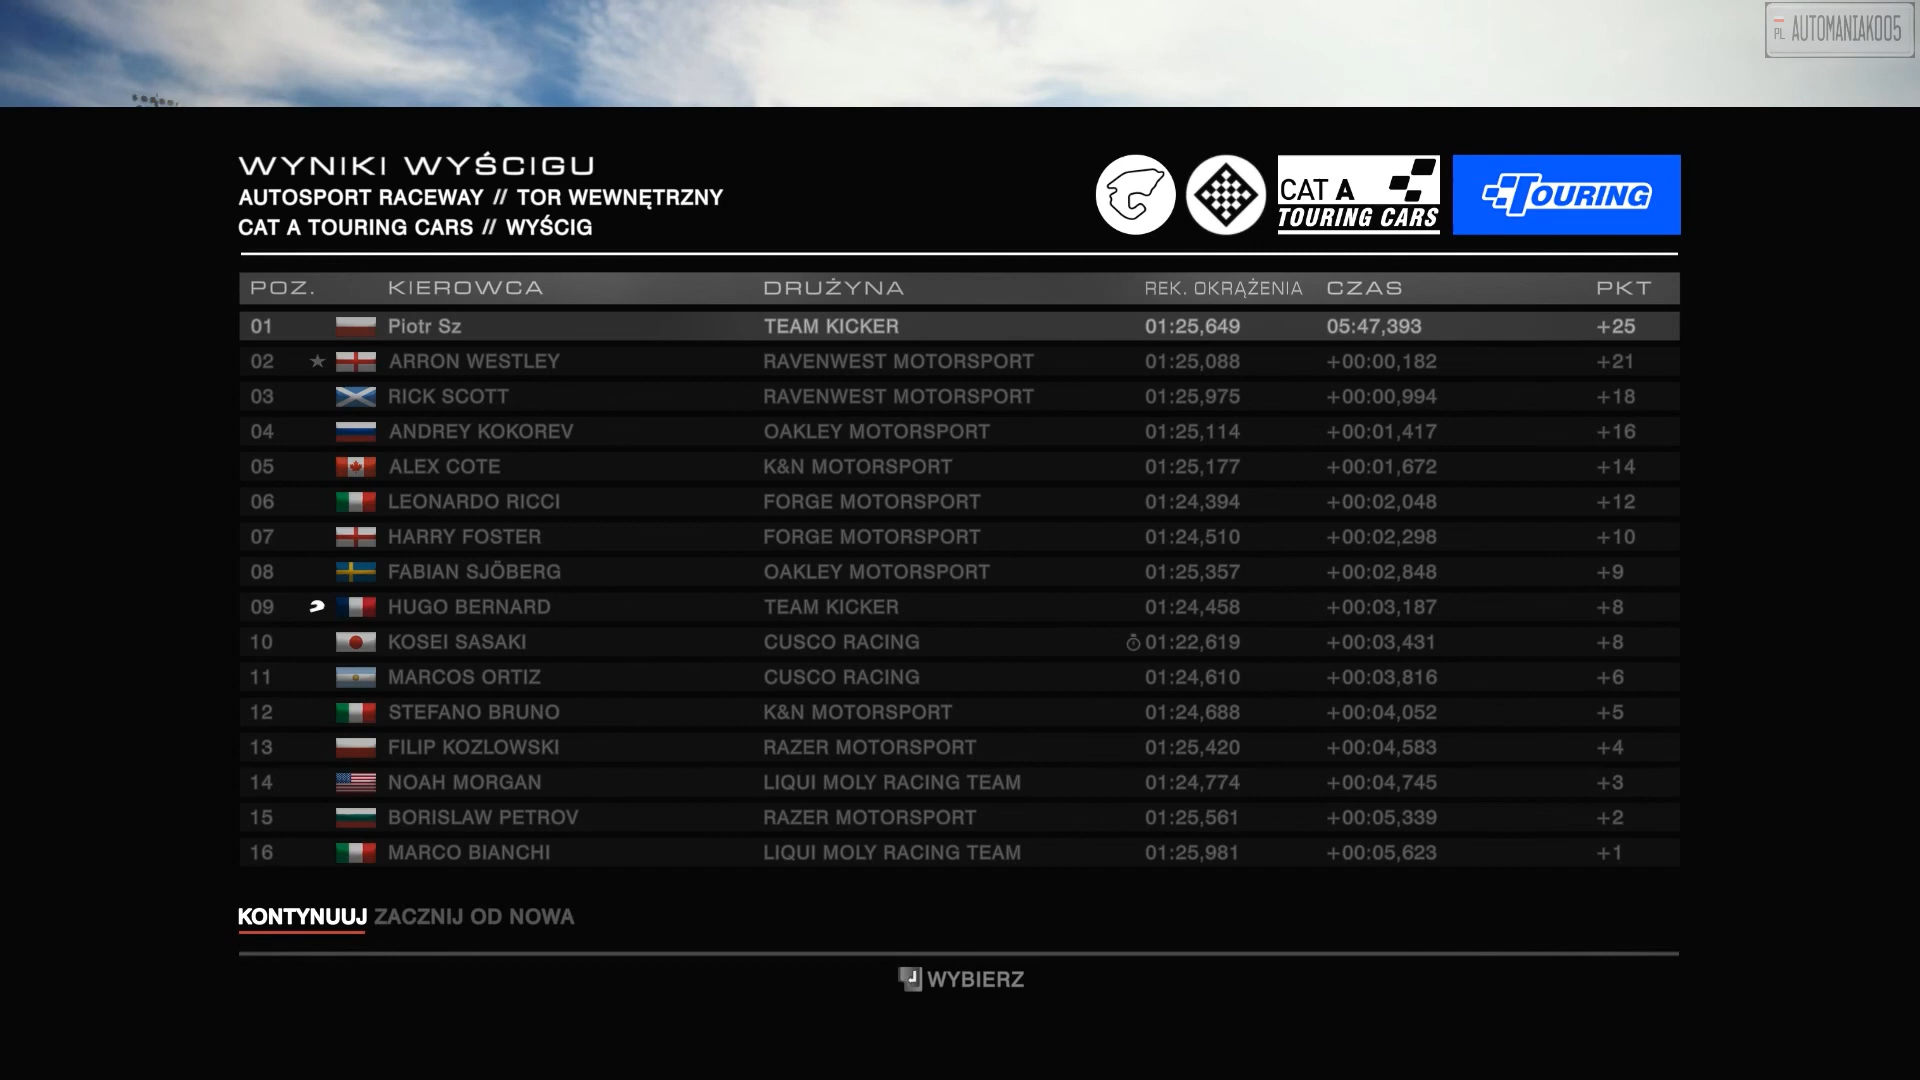 PL AUTOMANIAK005
WYNIKI WYŚCIGU
AUTOSPORT RACEWAY // TOR WEWNĘTRZNY
CAT A TOURING CARS // WYŚCIG
CAT A
TOURING CARS
TOURING
POZ. KIEROWCA DRUŻYNA REK. OKRĄŻENIA CZAS PKT
01 Piotr Sz TEAM KICKER 01:25,649 05:47,393 +25
02 ARRON WESTLEY RAVENWEST MOTORSPORT 01:25,088 +00:00,182 +21
03 RICK SCOTT RAVENWEST MOTORSPORT 01:25,975 +00:00,994 +18
04 ANDREY KOKOREV OAKLEY MOTORSPORT 01:25,114 +00:01,417 +16
05 ALEX COTE K&N MOTORSPORT 01:25,177 +00:01,672 +14
06 LEONARDO RICCI FORGE MOTORSPORT 01:24,394 +00:02,048 +12
07 HARRY FOSTER FORGE MOTORSPORT 01:24,510 +00:02,298 +10
08 FABIAN SJÖBERG OAKLEY MOTORSPORT 01:25,357 +00:02,848 +9
09 HUGO BERNARD TEAM KICKER 01:24,458 +00:03,187 +8
10 KOSEI SASAKI CUSCO RACING 01:22,619 +00:03,431 +8
11 MARCOS ORTIZ CUSCO RACING 01:24,610 +00:03,816 +6
12 STEFANO BRUNO K&N MOTORSPORT 01:24,688 +00:04,052 +5
13 FILIP KOZLOWSKI RAZER MOTORSPORT 01:25,420 +00:04,583 +4
14 NOAH MORGAN LIQUI MOLY RACING TEAM 01:24,774 +00:04,745 +3
15 BORISLAW PETROV RAZER MOTORSPORT 01:25,561 +00:05,339 +2
16 MARCO BIANCHI LIQUI MOLY RACING TEAM 01:25,981 +00:05,623 +1
KONTYNUUJ ZACZNIJ OD NOWA
WYBIERZ